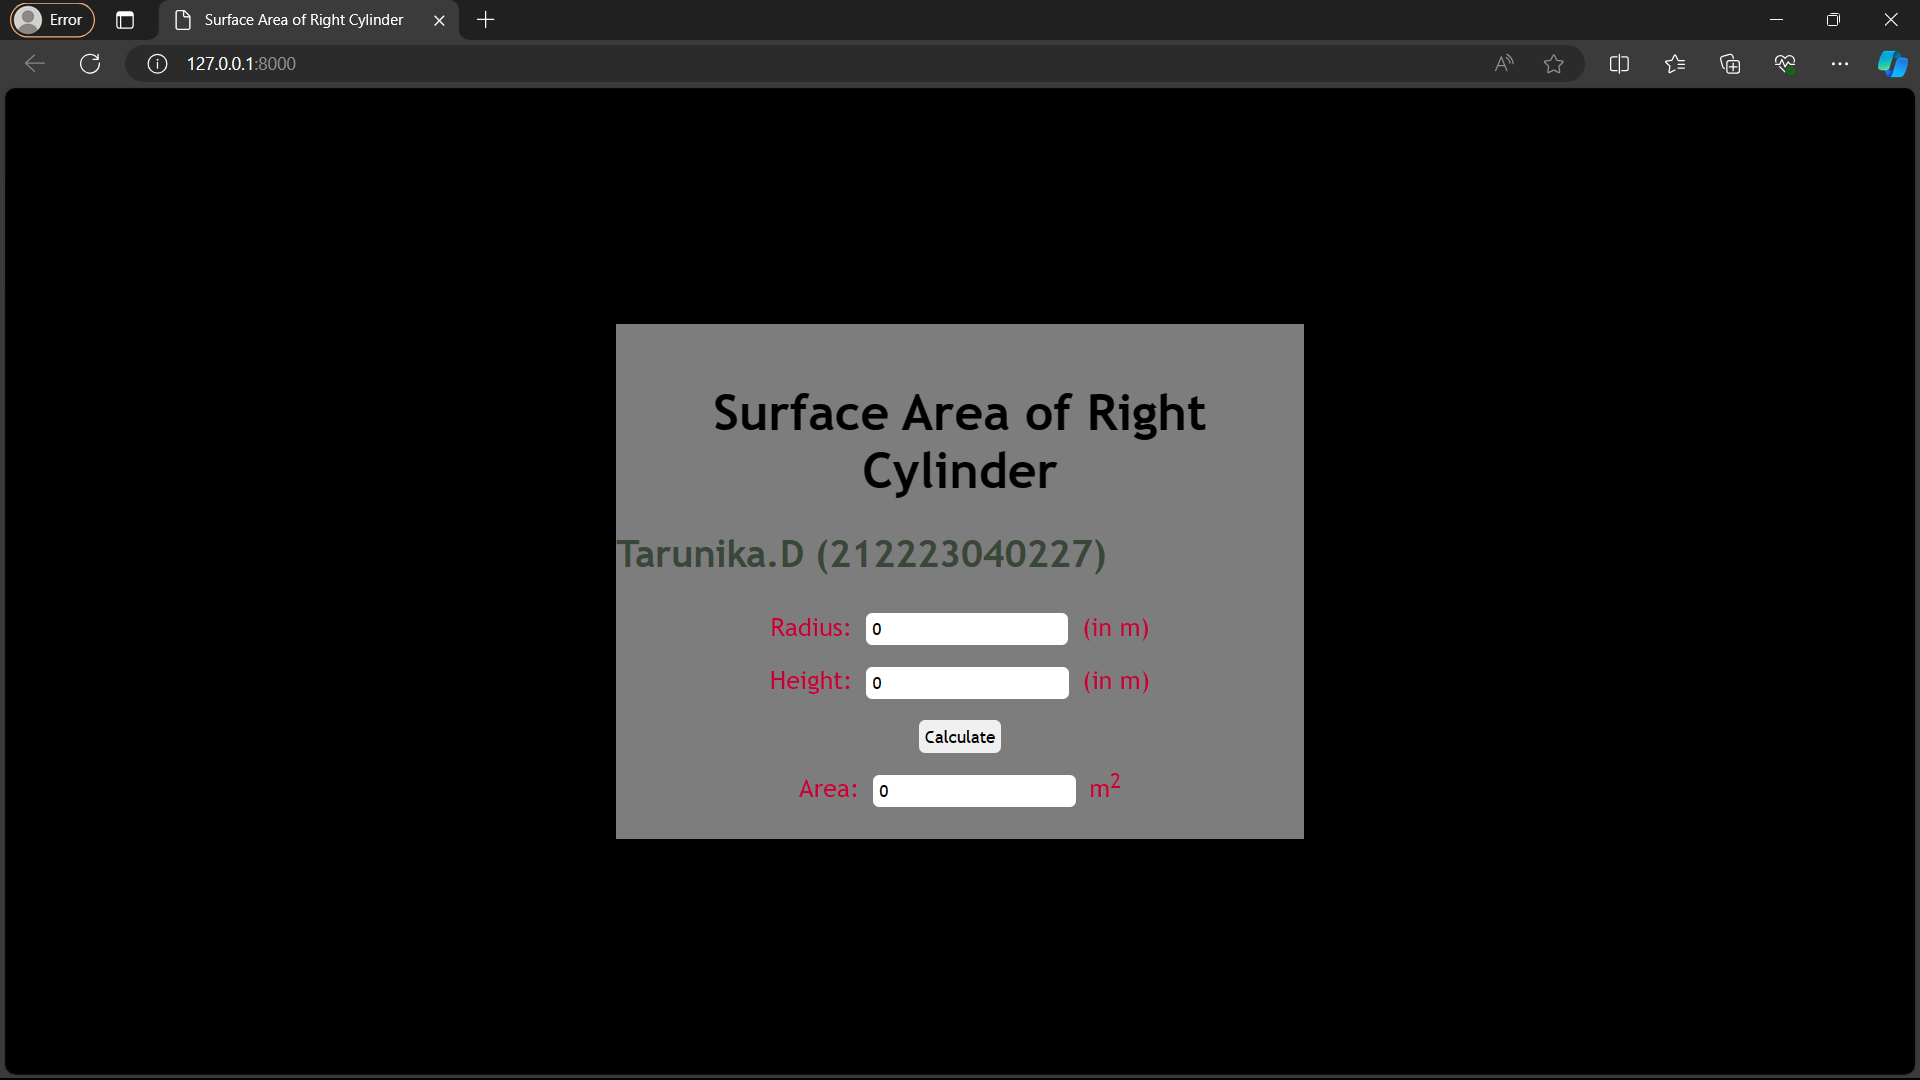 Error
Surface Area of Right Cylinder
127.0.0.1:8000
Surface Area of Right
Cylinder
Tarunika.D (212223040227)
Radius: 0 (in m)
Height: 0 (in m)
Calculate
Area: 0 m²